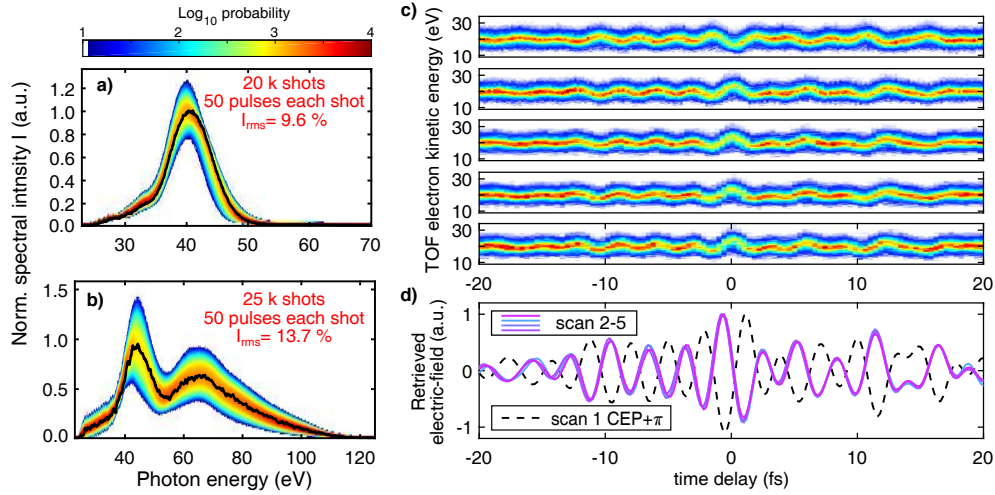 Log10 probability
1 2 3 4
a)
20 k shots
50 pulses each shot
Irms= 9.6 %
1.2
1.0
0.8
0.6
0.4
0.2
0.0
30 40 50 60 70
Norm. spectral intnsity I (a.u.)
b)
25 k shots
50 pulses each shot
Irms= 13.7 %
1.5
1.0
0.5
0.0
40 60 80 100 120
Photon energy (eV)
c)
TOF electron kinetic energy (eV)
30
10
30
10
30
10
30
10
30
10
-20 -10 0 10 20
d)
scan 2-5
scan 1 CEP+π
Retrieved
electric-field (a.u.)
1
0
-1
-20 -10 0 10 20
time delay (fs)